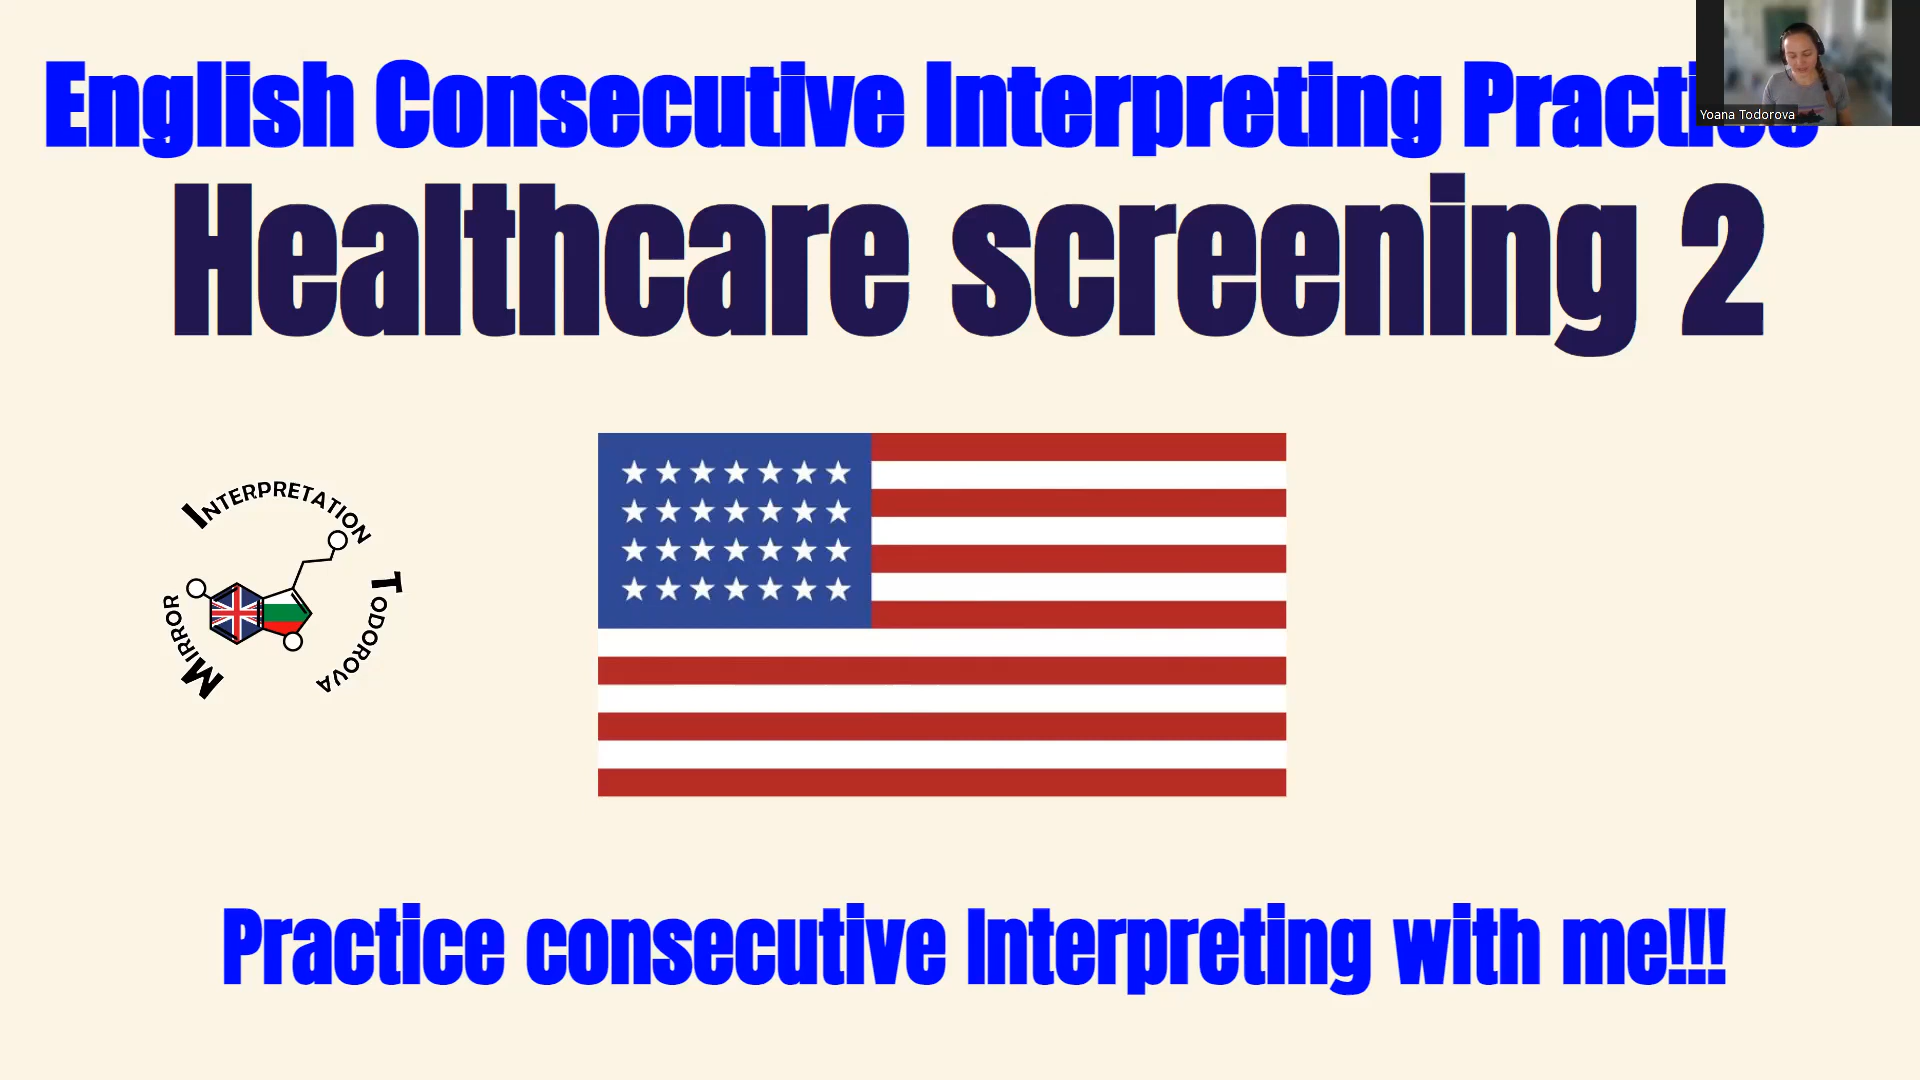 English Consecutive Interpreting Practice
Yoana Todorova
Healthcare screening 2
INTERPRETATION
TODOROVA
MIRROR
Practice consecutive Interpreting with me!!!